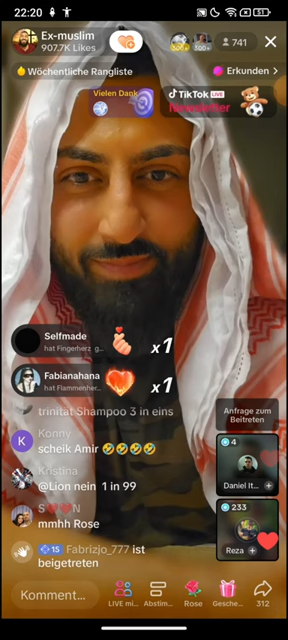 22:20
51
Ex-muslim
907.7K Likes
300+
300+
741
Wöchentliche Rangliste
Erkunden >
Vielen Dank
TikTok LIVE
Newsletter
Selfmade
hat Fingerherz g...
x1
Fabianahana
hat Flammenher...
x1
trinität Shampoo 3 in eins
K
Konny
scheik Amir 🤣🤣🤣🤣
Kristina
@Lion nein 1 in 99
S❤️❤️N
mmhh Rose
15 Fabrizjo_777 ist
beigetreten
Anfrage zum
Beitreten
4
Daniel It...
233
Reza
Komment...
LIVE mi...
Abstim...
Rose
Gesche...
312